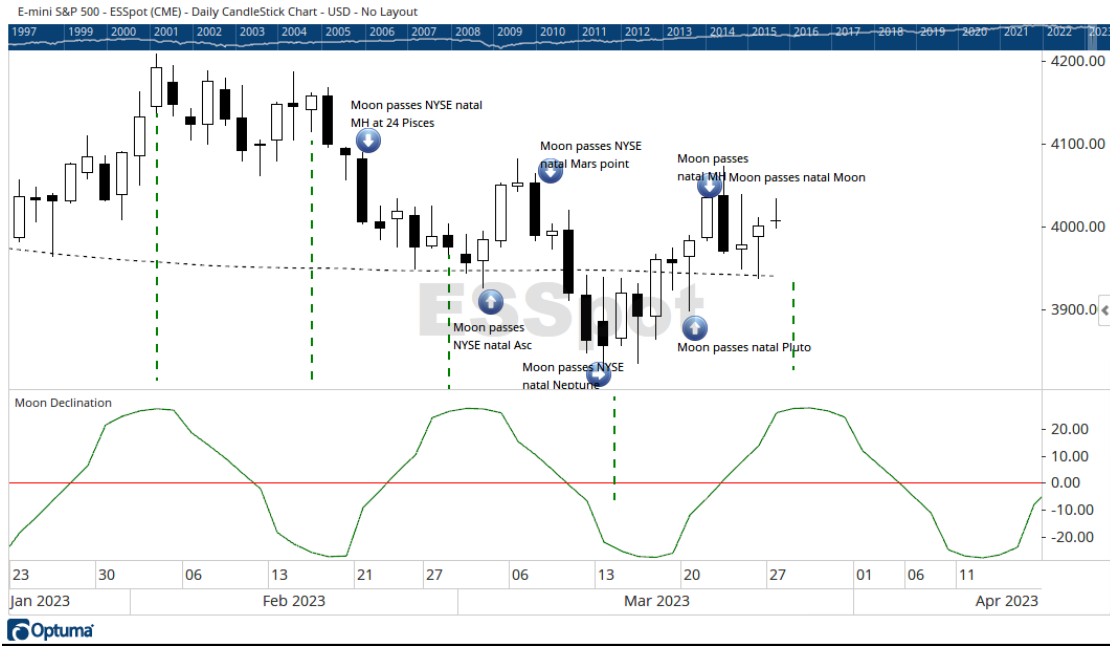 E-mini S&P 500 - ESSpot (CME) - Daily CandleStick Chart - USD - No Layout
1997 1999 2000 2001 2002 2003 2004 2005 2006 2007 2008 2009 2010 2011 2012 2013 2014 2015 2016 2017 2018 2019 2020 2021 2022 2023
4200.00
Moon passes NYSE natal
MH at 24 Pisces
Moon passes NYSE
natal Mars point
4100.00
Moon passes
natal MH
Moon passes natal Moon
4000.00
ESSpot
3900.0
Moon passes
NYSE natal Asc
Moon passes natal Pluto
Moon passes NYSE
natal Neptune
Moon Declination
20.00
10.00
0.00
-10.00
-20.00
23 30 06 13 21 27 06 13 20 27 01 06 11
Jan 2023 Feb 2023 Mar 2023 Apr 2023
Optuma